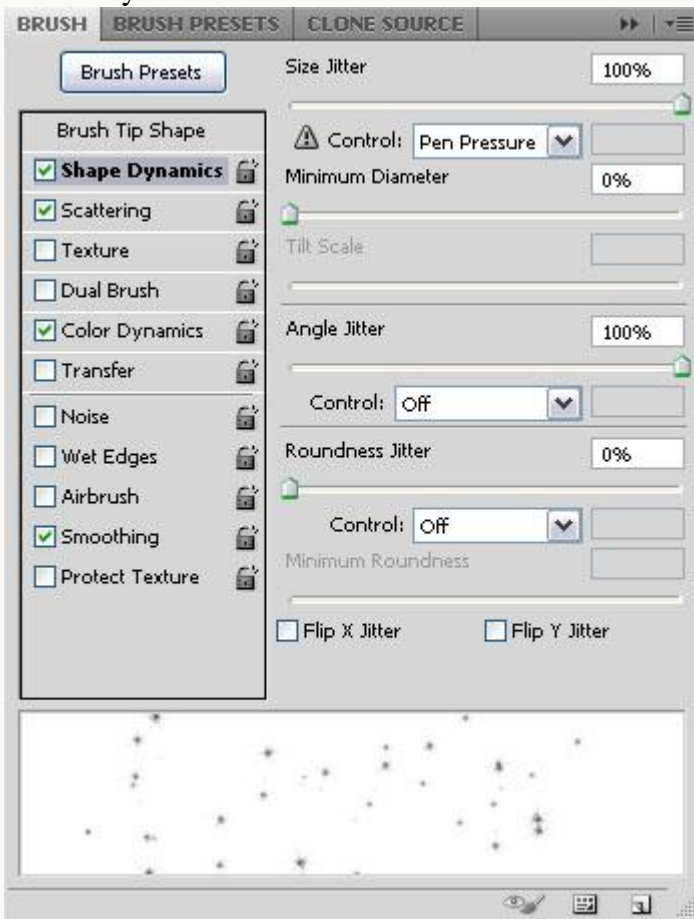 BRUSH BRUSH PRESETS CLONE SOURCE
Brush Presets
Brush Tip Shape
Shape Dynamics
Scattering
Texture
Dual Brush
Color Dynamics
Transfer
Noise
Wet Edges
Airbrush
Smoothing
Protect Texture
Size Jitter 100%
Control: Pen Pressure
Minimum Diameter 0%
Tilt Scale
Angle Jitter 100%
Control: Off
Roundness Jitter 0%
Control: Off
Minimum Roundness
Flip X Jitter Flip Y Jitter